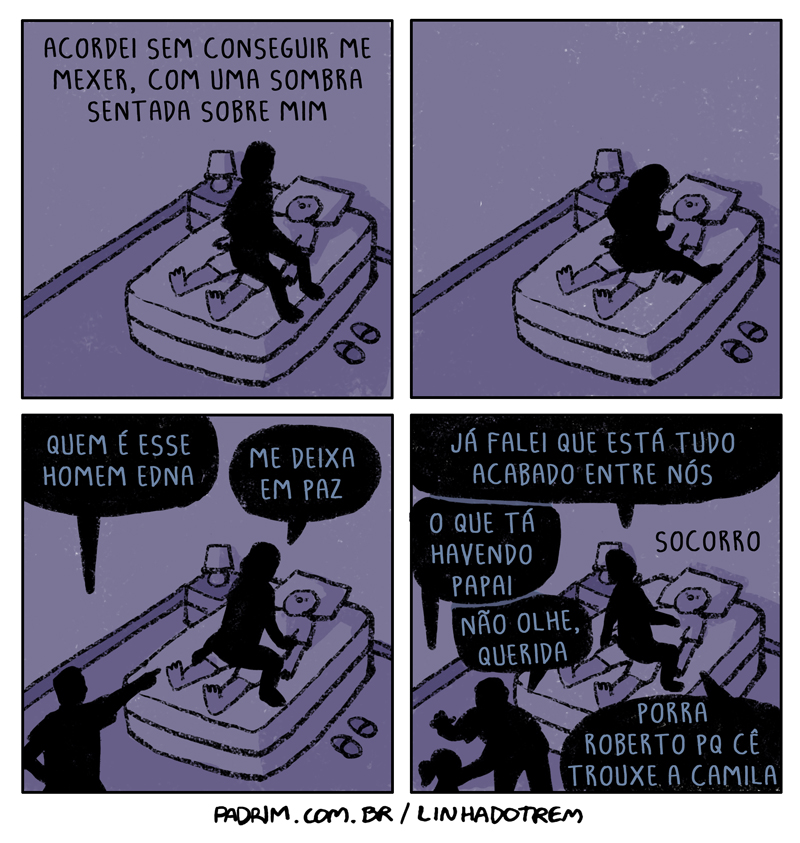 ACORDEI SEM CONSEGUIR ME
MEXER, COM UMA SOMBRA
SENTADA SOBRE MIM
QUEM É ESSE
HOMEM EDNA
ME DEIXA
EM PAZ
JÁ FALEI QUE ESTÁ TUDO
ACABADO ENTRE NÓS
O QUE TÁ
HAVENDO
PAPAI
SOCORRO
NÃO OLHE,
QUERIDA
PORRA
ROBERTO PQ CÊ
TROUXE A CAMILA
PADRIM.COM.BR / LINHADOTREM